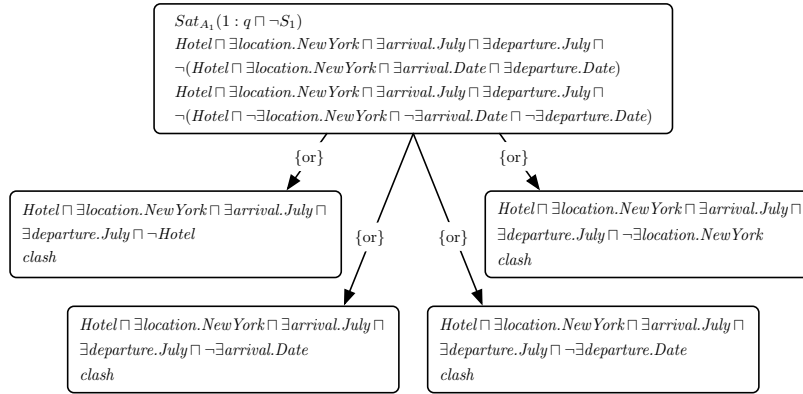 Sat_{A_1}(1 : q ⊓ ¬S_1)
Hotel ⊓ ∃location.NewYork ⊓ ∃arrival.July ⊓ ∃departure.July ⊓
¬(Hotel ⊓ ∃location.NewYork ⊓ ∃arrival.Date ⊓ ∃departure.Date)
Hotel ⊓ ∃location.NewYork ⊓ ∃arrival.July ⊓ ∃departure.July ⊓
¬(Hotel ⊓ ¬∃location.NewYork ⊓ ¬∃arrival.Date ⊓ ¬∃departure.Date)
{or}
{or}
{or}
{or}
Hotel ⊓ ∃location.NewYork ⊓ ∃arrival.July ⊓
∃departure.July ⊓ ¬Hotel
clash
Hotel ⊓ ∃location.NewYork ⊓ ∃arrival.July ⊓
∃departure.July ⊓ ¬∃location.NewYork
clash
Hotel ⊓ ∃location.NewYork ⊓ ∃arrival.July ⊓
∃departure.July ⊓ ¬∃arrival.Date
clash
Hotel ⊓ ∃location.NewYork ⊓ ∃arrival.July ⊓
∃departure.July ⊓ ¬∃departure.Date
clash